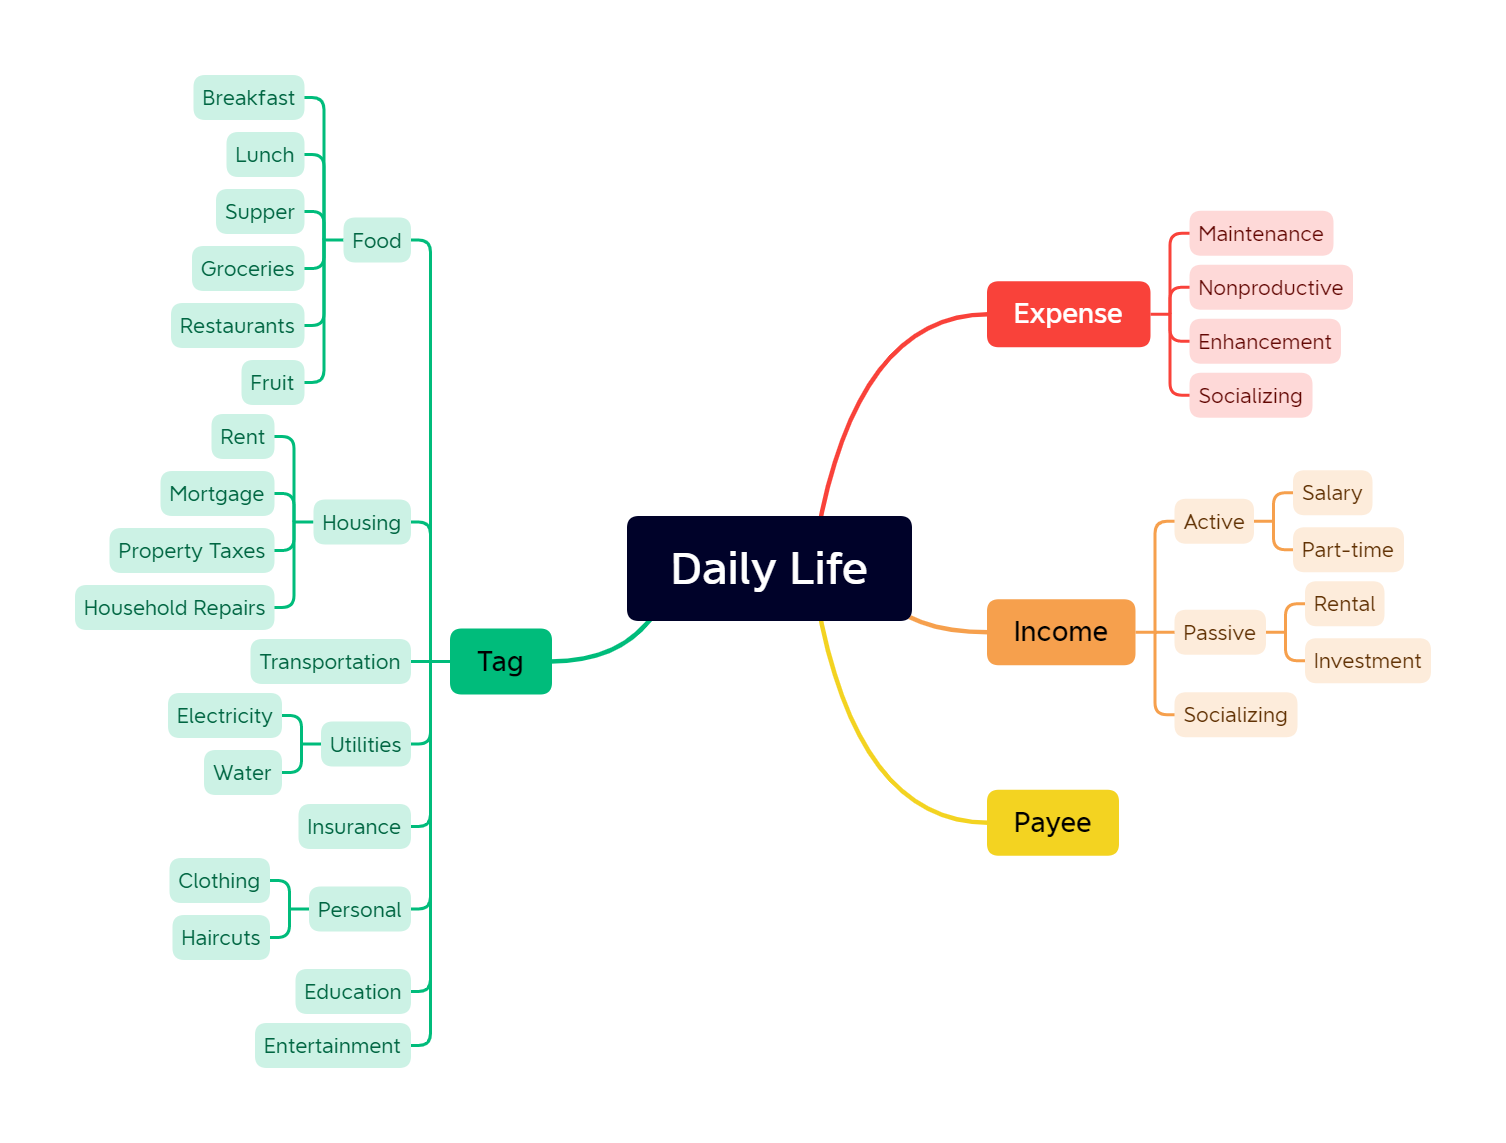 Daily Life
Expense
Maintenance
Nonproductive
Enhancement
Socializing
Income
Active
Salary
Part-time
Passive
Rental
Investment
Socializing
Payee
Tag
Food
Breakfast
Lunch
Supper
Groceries
Restaurants
Fruit
Housing
Rent
Mortgage
Property Taxes
Household Repairs
Transportation
Utilities
Electricity
Water
Insurance
Personal
Clothing
Haircuts
Education
Entertainment